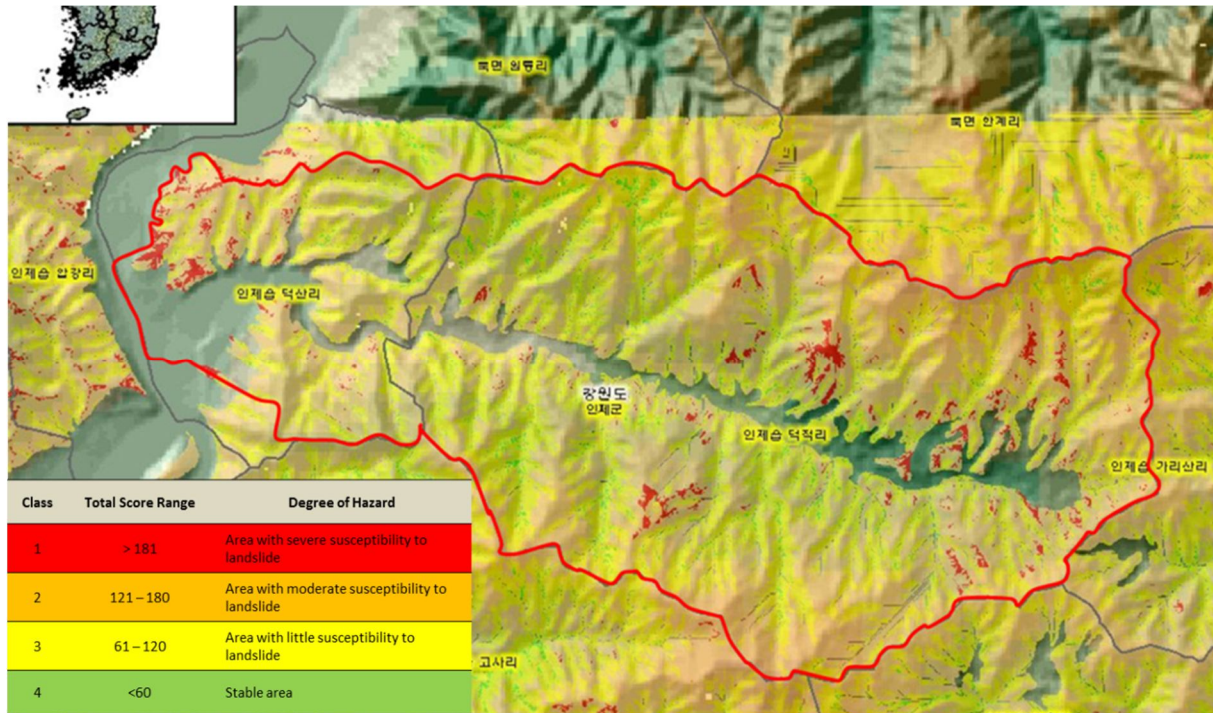 북면 원통리
북면 한계리
인제읍 합강리
인제읍 덕산리
강원도
인제군
인제읍 덕적리
인제읍 가리산리
고사리
Class Total Score Range Degree of Hazard
1 > 181 Area with severe susceptibility to
landslide
2 121 – 180 Area with moderate susceptibility to
landslide
3 61 – 120 Area with little susceptibility to
landslide
4 <60 Stable area